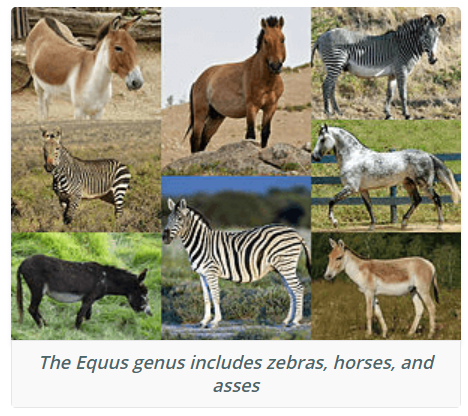 The Equus genus includes zebras, horses, and
asses